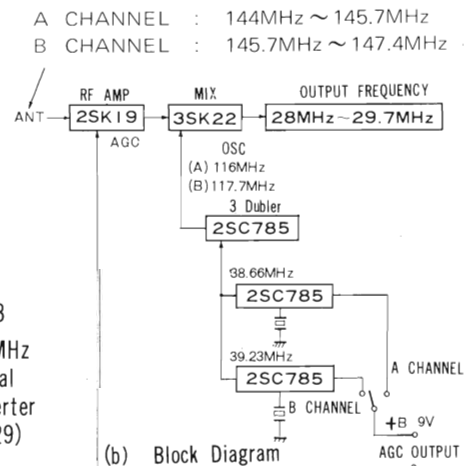 A CHANNEL : 144MHz～145.7MHz
B CHANNEL : 145.7MHz～147.4MHz
RF AMP
MIX
OUTPUT FREQUENCY
ANT
2SK19
3SK22
28MHz~29.7MHz
AGC
OSC
(A) 116MHz
(B) 117.7MHz
3 Dubler
2SC785
38.66MHz
2SC785
39.23MHz
2SC785
A CHANNEL
B CHANNEL
+B 9V
AGC OUTPUT
(b) Block Diagram